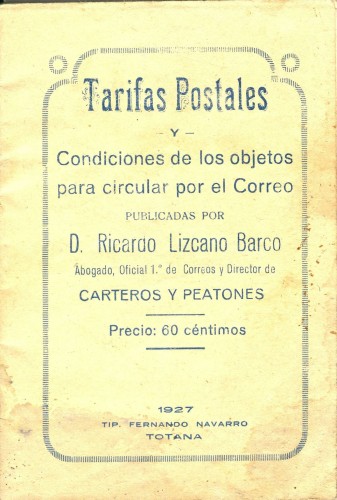 Tarifas Postales
- Y -
Condiciones de los objetos
para circular por el Correo
PUBLICADAS POR
D. Ricardo Lizcano Barco
Abogado, Oficial 1.º de Correos y Director de
CARTEROS Y PEATONES
Precio: 60 céntimos
1927
TIP. FERNANDO NAVARRO
TOTANA